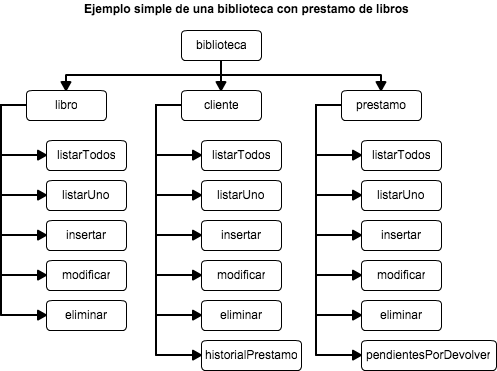 Ejemplo simple de una biblioteca con prestamo de libros
biblioteca
libro
cliente
prestamo
listarTodos
listarTodos
listarTodos
listarUno
listarUno
listarUno
insertar
insertar
insertar
modificar
modificar
modificar
eliminar
eliminar
eliminar
historialPrestamo
pendientesPorDevolver